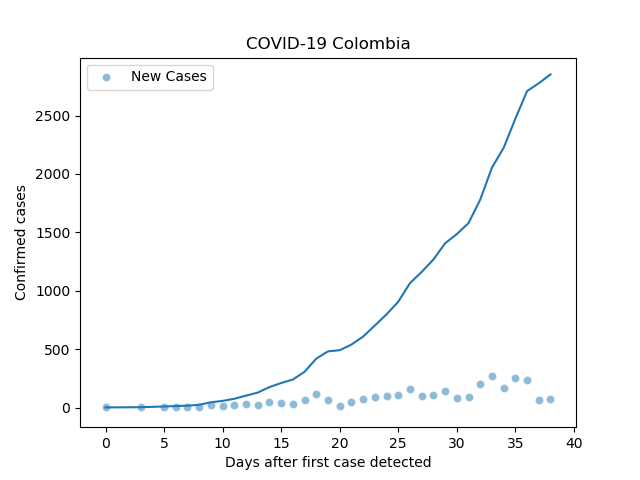 COVID-19 Colombia
New Cases
2500
2000
1500
1000
500
0
Confirmed cases
0 5 10 15 20 25 30 35 40
Days after first case detected